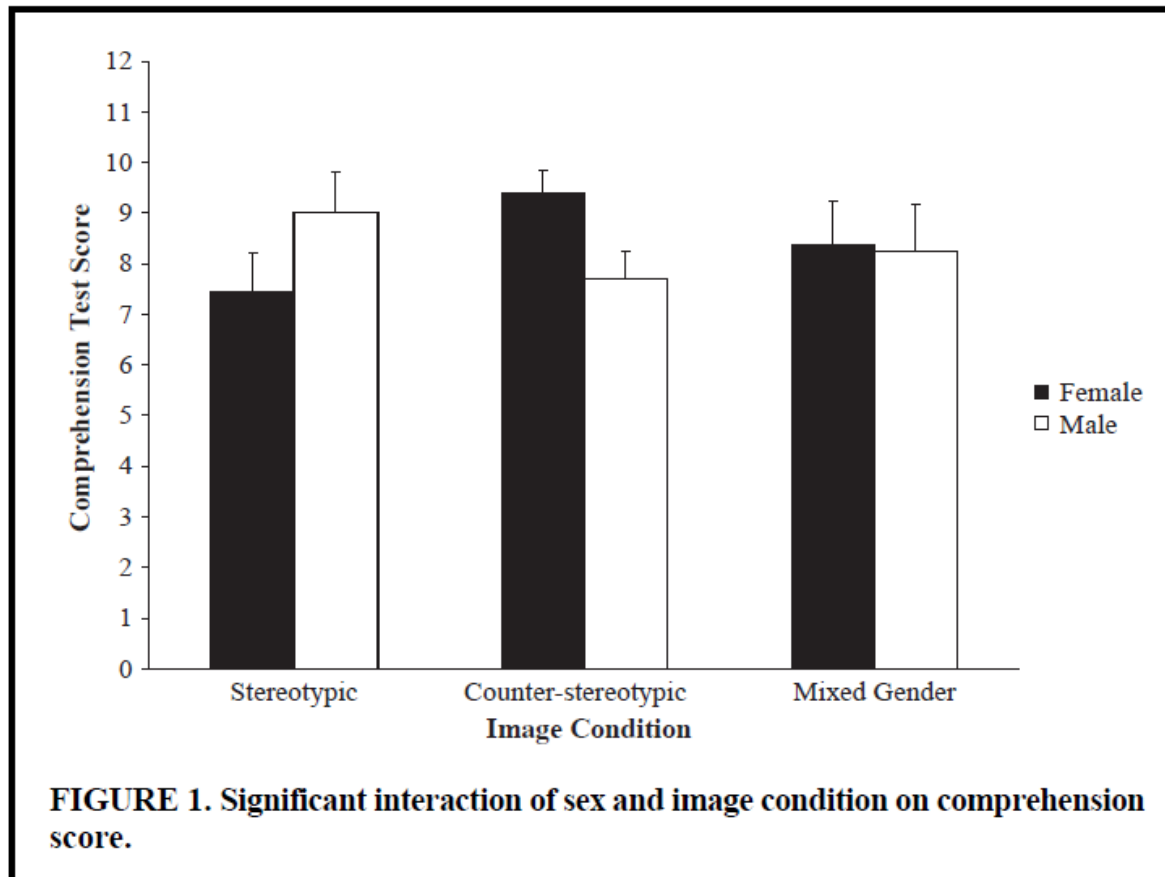 12
11
10
9
8
7
6
5
4
3
2
1
0
Comprehension Test Score
Female
Male
Stereotypic Counter-stereotypic Mixed Gender
Image Condition
FIGURE 1. Significant interaction of sex and image condition on comprehension
score.